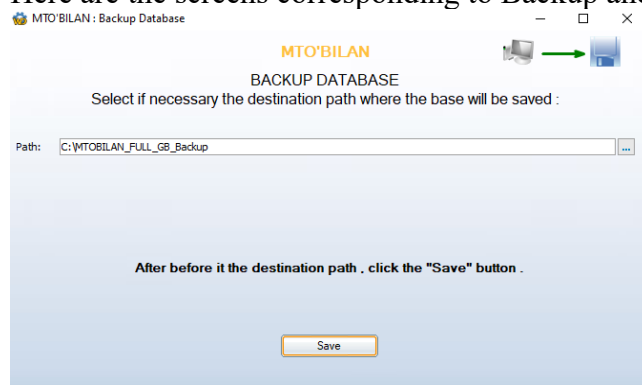 Here are the screens corresponding to Backup and
MTO'BILAN : Backup Database
MTO'BILAN
BACKUP DATABASE
Select if necessary the destination path where the base will be saved :
Path: C:\MTOBILAN_FULL_GB_Backup ...
After before it the destination path , click the "Save" button .
Save